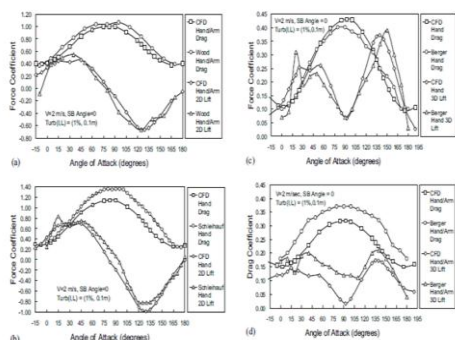 1.20
1.00
0.80
0.60
0.40
0.20
0.00
-0.20
-0.40
-0.60
-0.80
Force Coefficient
V=2 m/s, SB Angle=0
Turb(I,L) = (1%, 0.1m)
-15 0 15 30 45 60 75 90 105 120 135 150 165 180
Angle of Attack (degrees)
(a)
CFD
Hand/Arm
Drag
Wood
Hand/Arm
Drag
CFD
Hand/Arm
2D Lift
Wood
Hand/Arm
2D Lift
0.45
0.40
0.35
0.30
0.25
0.20
0.15
0.10
0.05
0.00
Force Coefficient
V=2 m/s, SB Angle = 0
Turb(I,L) = (1%, 0.1m)
-15 0 15 30 45 60 75 90 105 120 135 150 165 180 195
Angle of Attack (degrees)
(c)
CFD
Hand
Drag
Berger
Hand
Drag
CFD
Hand 3D
Lift
Berger
Hand 3D
Lift
1.40
1.20
1.00
0.80
0.60
0.40
0.20
0.00
-0.20
-0.40
-0.60
-0.80
-1.00
Force Coefficient
V=2 m/s, SB Angle=0
Turb(I,L) = (1%, 0.1m)
-15 0 15 30 45 60 75 90 105 120 135 150 165 180
Angle of Attack (degrees)
CFD
Hand
Drag
Schleihauf
Hand
Drag
CFD
Hand
2D Lift
Schleihauf
Hand
2D Lift
0.45
0.40
0.35
0.30
0.25
0.20
0.15
0.10
0.05
0.00
Drag Coefficient
V=2 m/sec, SB Angle = 0
Turb(I,L) = (1%, 0.1m)
-15 0 15 30 45 60 75 90 105 120 135 150 165 180 195
Angle of Attack (degrees)
(d)
CFD
Hand/Arm
Drag
Berger
Hand/Arm
Drag
CFD
Hand/Arm
3D Lift
Berger
Hand/Arm
3D Lift